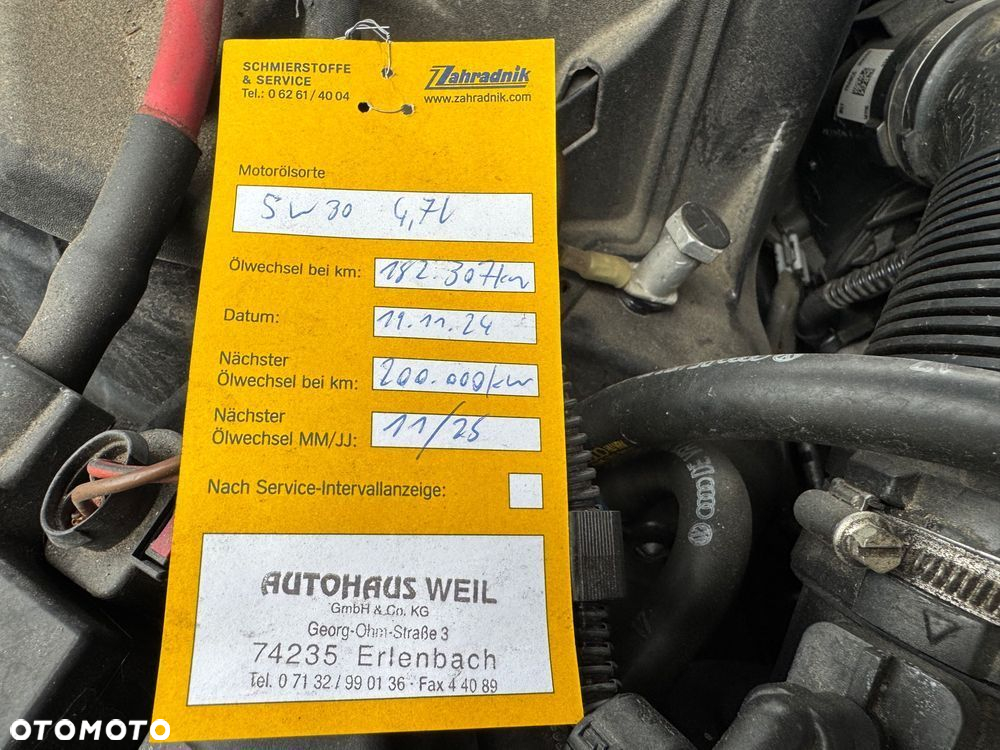 SCHMIERSTOFFE
& SERVICE
Tel.: 0 62 61 / 40 04
Zahradnik
www.zahradnik.com
Motorölsorte
5w30 4,7l
Ölwechsel bei km: 182.307km
Datum: 19.11.24
Nächster
Ölwechsel bei km: 200.000km
Nächster
Ölwechsel MM/JJ: 11/25
Nach Service-Intervallanzeige:
AUTOHAUS WEIL
GmbH & Co. KG
Georg-Ohm-Straße 3
74235 Erlenbach
Tel. 0 71 32 / 99 01 36 · Fax 4 40 89
OTOMOTO